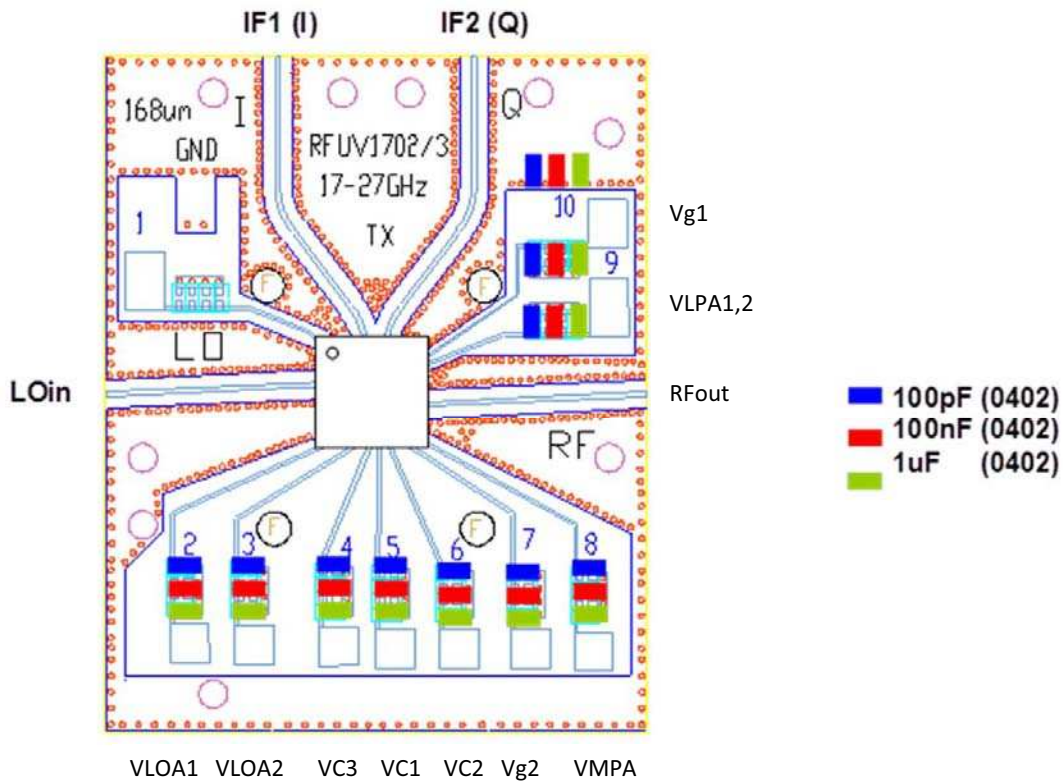 IF1 (I) IF2 (Q)
168um I Q
GND RFUV1702/3
17-27GHz
TX
1 10
Vg1
9
F F
VLPA1,2
LO
LOin RFout
RF
100pF (0402)
100nF (0402)
1uF (0402)
F F
2 3 4 5 6 7 8
VLOA1 VLOA2 VC3 VC1 VC2 Vg2 VMPA